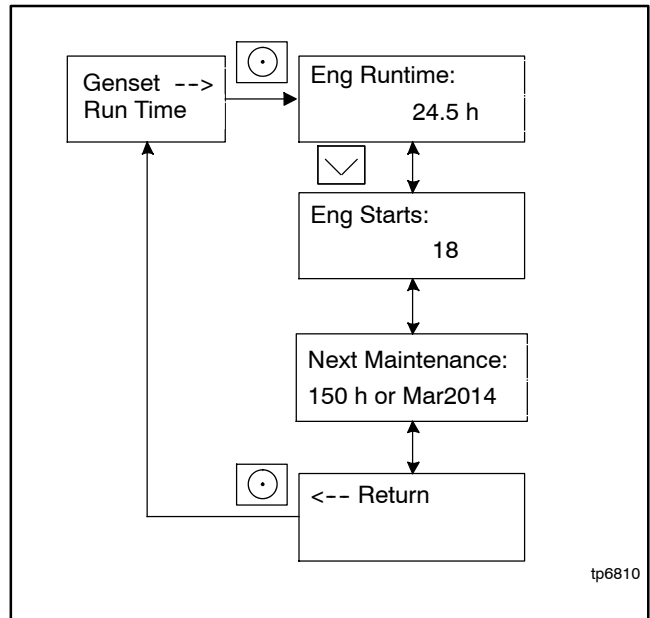 Genset -->
Run Time
Eng Runtime:
24.5 h
Eng Starts:
18
Next Maintenance:
150 h or Mar2014
<-- Return
tp6810